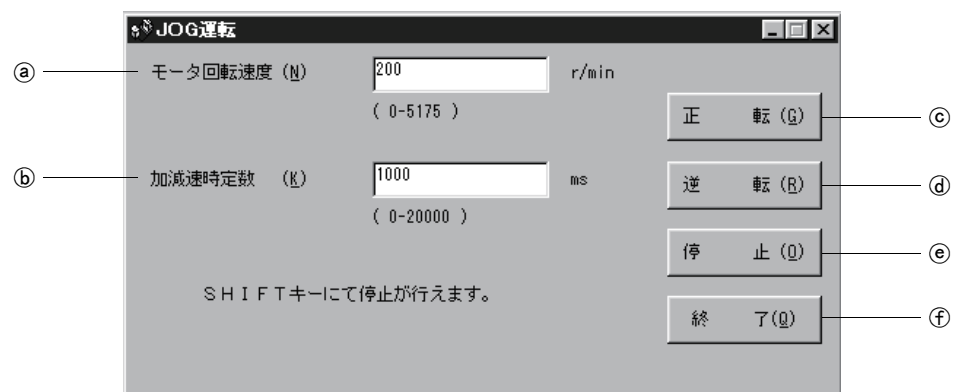 JOG運転
ⓐ モータ回転速度 (N) 200 r/min
( 0-5175 )
正 転 (G) ⓒ
ⓑ 加減速時定数 (K) 1000 ms
( 0-20000 )
逆 転 (R) ⓓ
停 止 (O) ⓔ
SHIFTキーにて停止が行えます。
終 了(Q) ⓕ